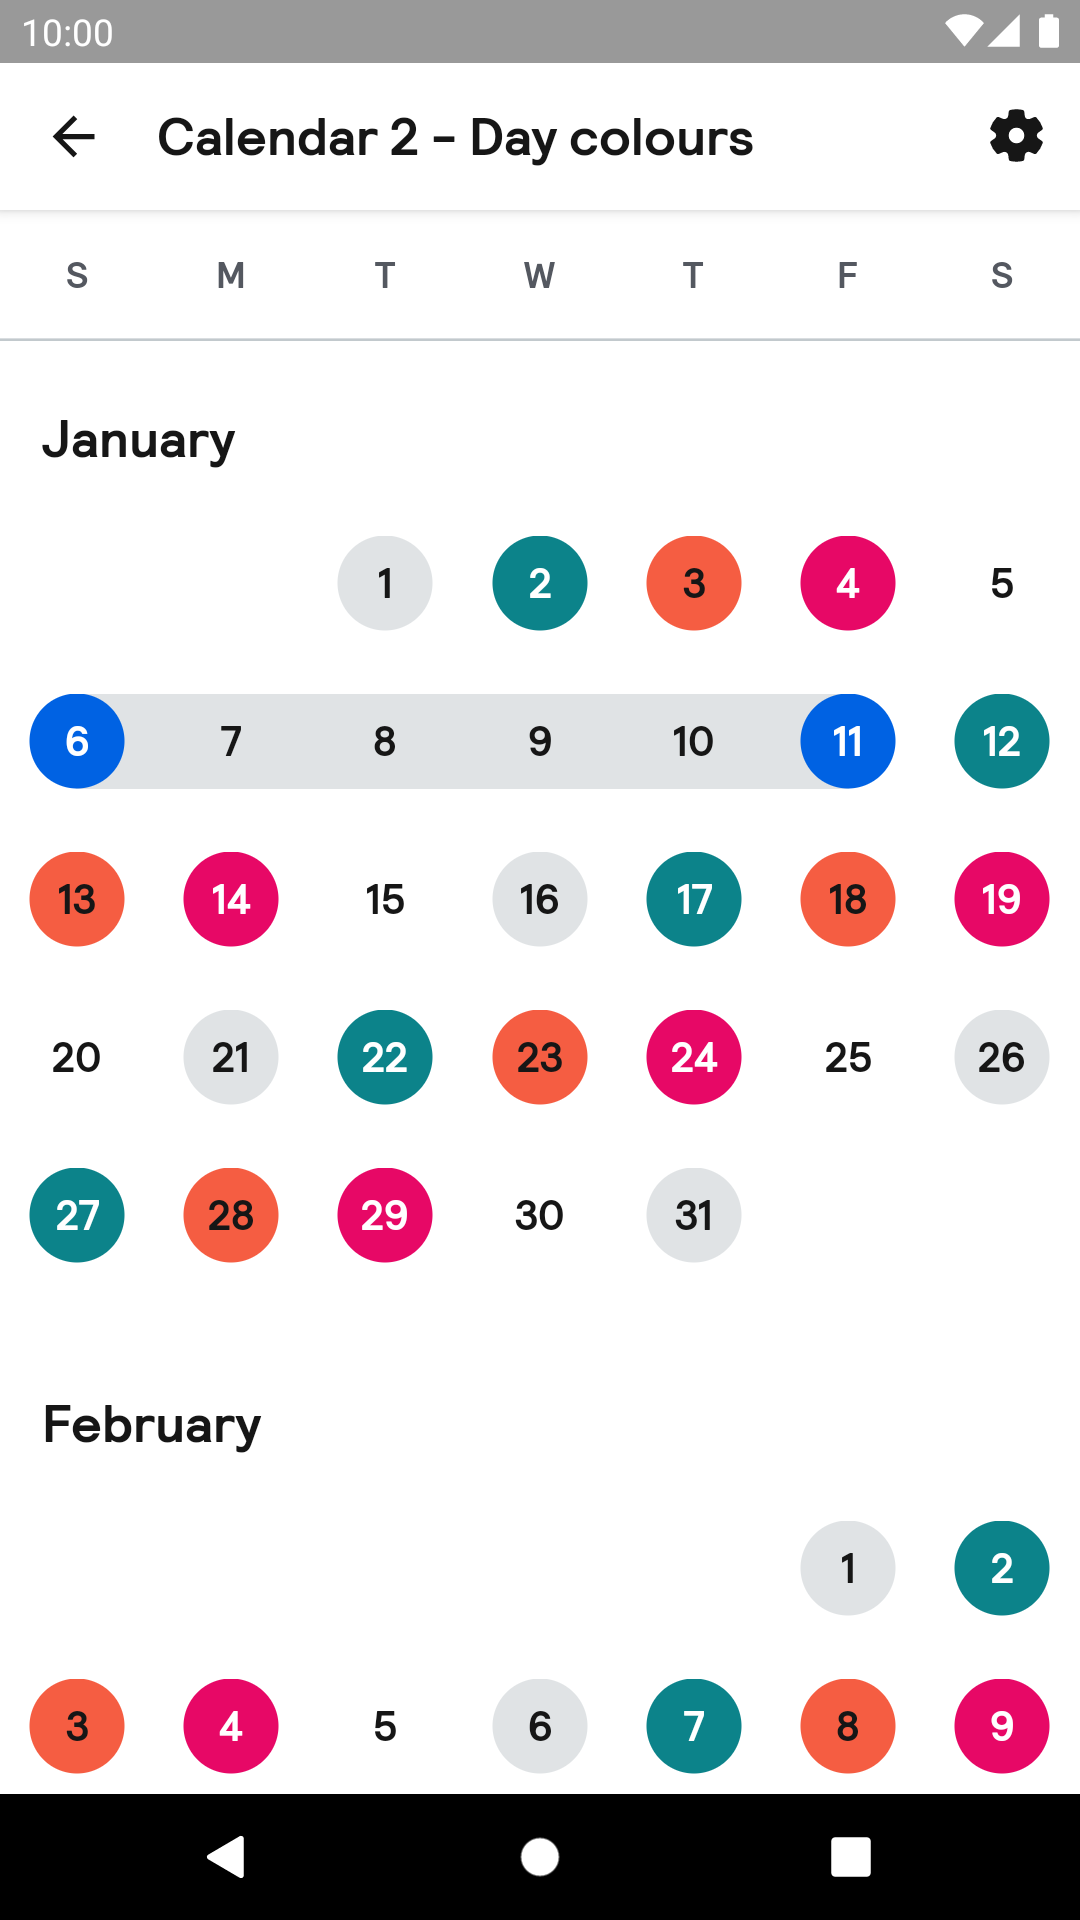 10:00
Calendar 2 - Day colours
S M T W T F S
January
1 2 3 4 5
6 7 8 9 10 11 12
13 14 15 16 17 18 19
20 21 22 23 24 25 26
27 28 29 30 31
February
1 2
3 4 5 6 7 8 9